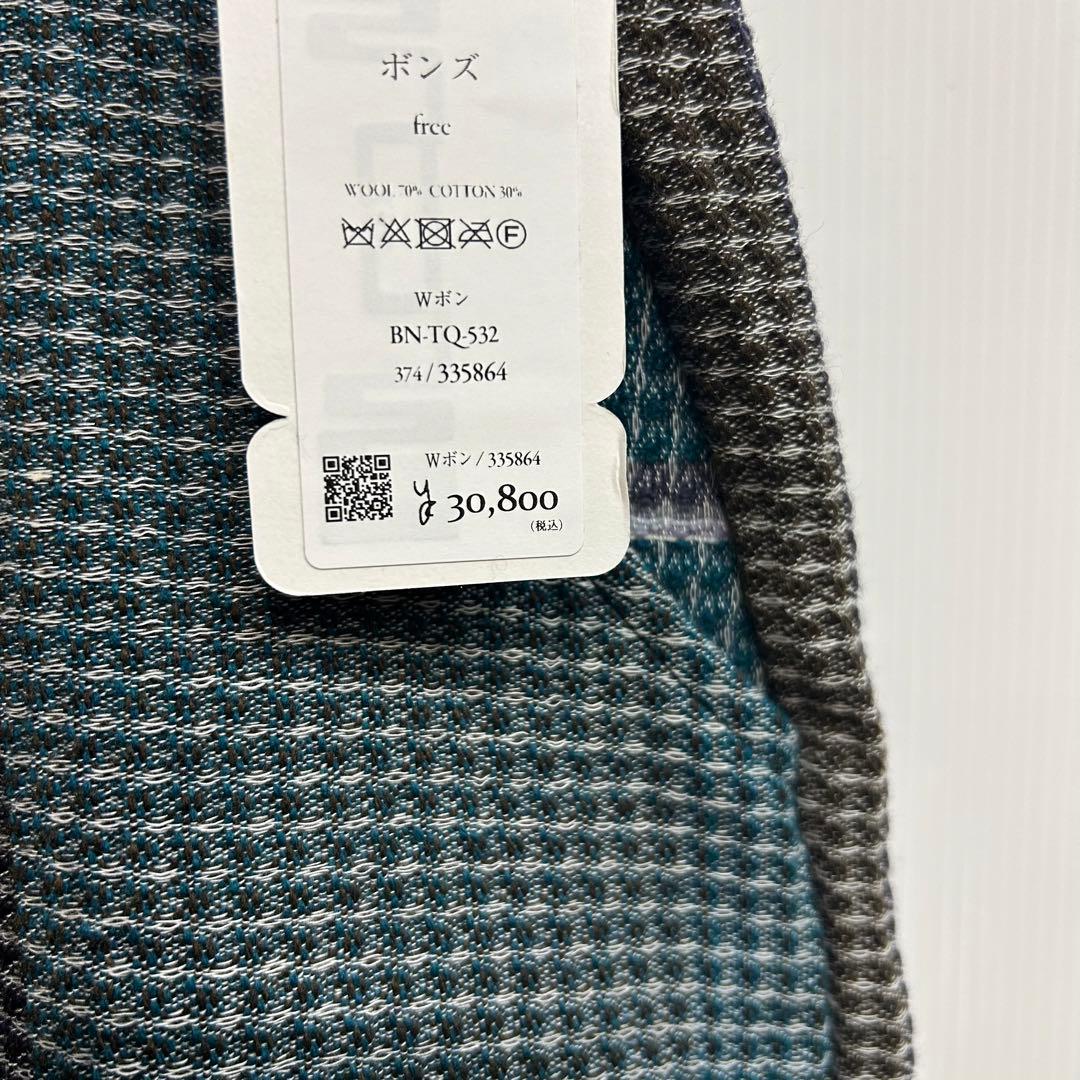 ボンズ
free
WOOL 70% COTTON 30%
F
Wボン
BN-TQ-532
374 / 335864
Wボン / 335864
¥ 30,800
(税込)